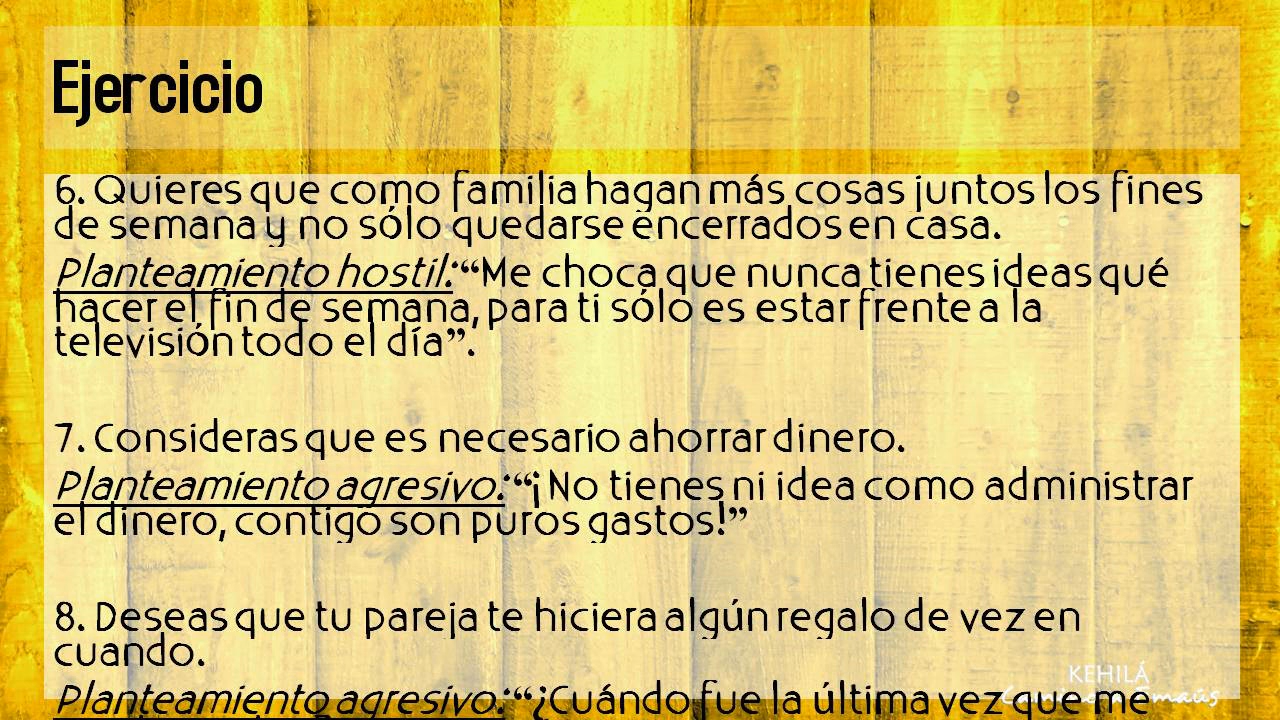 Ejercicio
6. Quieres que como familia hagan más cosas juntos los fines
de semana y no sólo quedarse encerrados en casa.
Planteamiento hostil: “Me choca que nunca tienes ideas qué
hacer el fin de semana, para ti sólo es estar frente a la
televisión todo el día”.
7. Consideras que es necesario ahorrar dinero.
Planteamiento agresivo: “¡No tienes ni idea como administrar
el dinero, contigo son puros gastos!”
8. Deseas que tu pareja te hiciera algún regalo de vez en
cuando.
Planteamiento agresivo: “¿Cuándo fue la última vez que me
KEHILÁ
Emaús